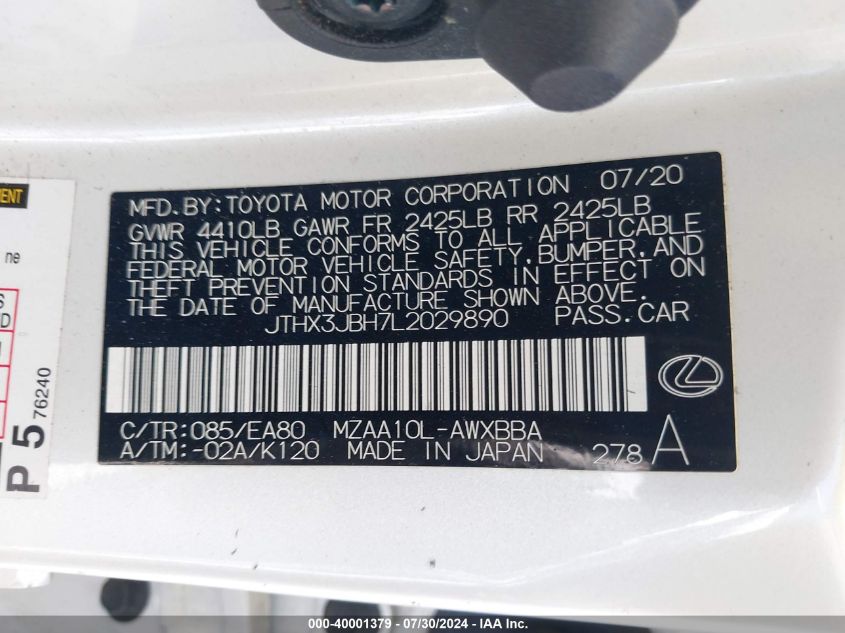 MFD.BY:TOYOTA MOTOR CORPORATION 07/20
GVWR 4410LB GAWR FR 2425LB RR 2425LB
THIS VEHICLE CONFORMS TO ALL APPLICABLE
FEDERAL MOTOR VEHICLE SAFETY,BUMPER,AND
THEFT PREVENTION STANDARDS IN EFFECT ON
THE DATE OF MANUFACTURE SHOWN ABOVE.
JTHX3JBH7L2029890 PASS.CAR
C/TR:085/EA80 MZAA10L-AWXBBA
A/TM:-02A/K120 MADE IN JAPAN 278 A
ne
P 5 76240
000-40001379 - 07/30/2024 - IAAI Inc.